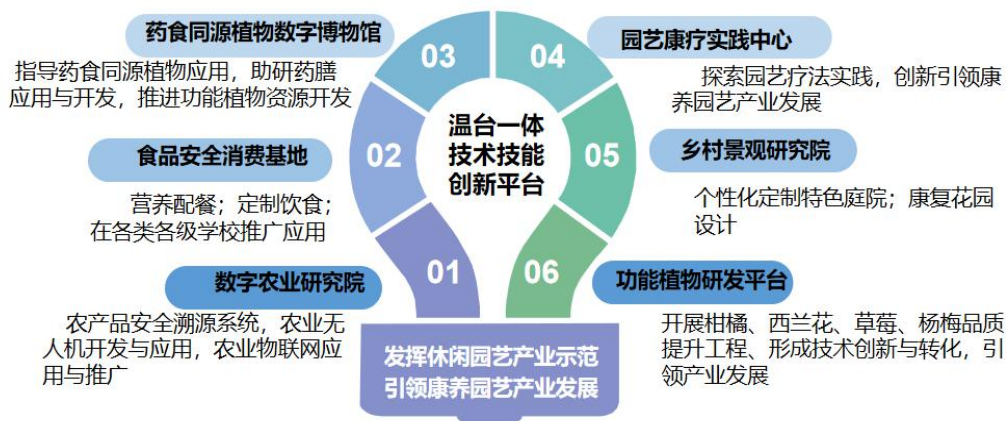 药食同源植物数字博物馆
指导药食同源植物应用，助研药膳
应用与开发，推进功能植物资源开发
03
食品安全消费基地
营养配餐；定制饮食；
在各类各级学校推广应用
02
数字农业研究院
农产品安全溯源系统，农业无
人机开发与应用，农业物联网应
用与推广
01
温台一体
技术技能
创新平台
04
园艺康疗实践中心
探索园艺疗法实践，创新引领康
养园艺产业发展
05
乡村景观研究院
个性化定制特色庭院；康复花园
设计
06
功能植物研发平台
开展柑橘、西兰花、草莓、杨梅品质
提升工程、形成技术创新与转化，引
领产业发展
发挥休闲园艺产业示范
引领康养园艺产业发展